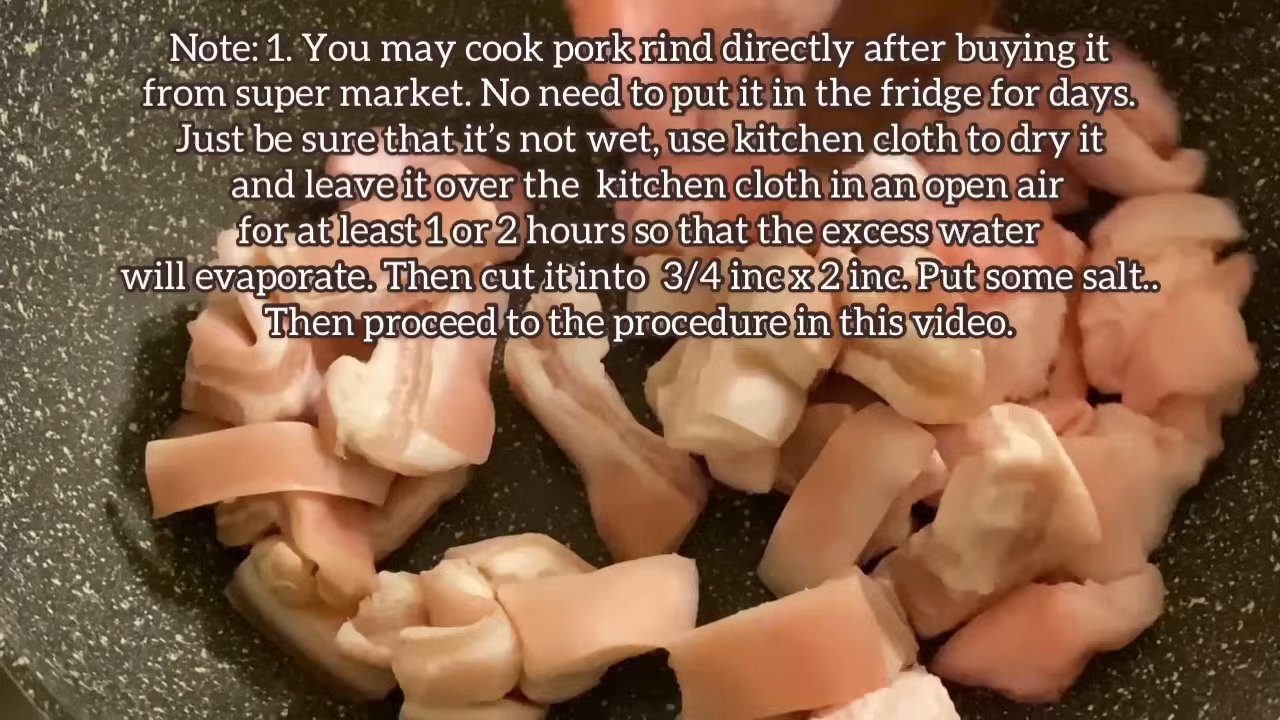 Note: 1. You may cook pork rind directly after buying it
from super market. No need to put it in the fridge for days.
Just be sure that it's not wet, use kitchen cloth to dry it
and leave it over the kitchen cloth in an open air
for at least 1 or 2 hours so that the excess water
will evaporate. Then cut it into 3/4 inc x 2 inc. Put some salt..
Then proceed to the procedure in this video.